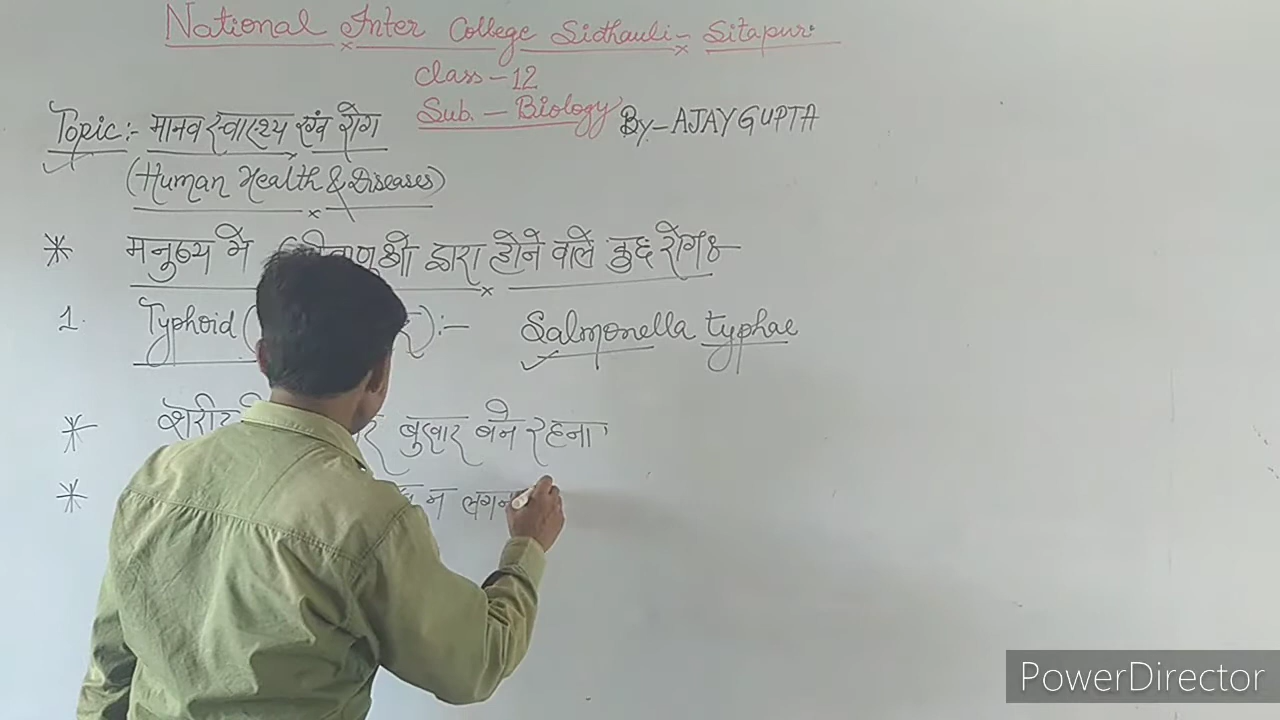 National Inter College Sidhauli- Sitapur.
Class-12
Sub. - Biology
By:- AJAY GUPTA
Topic:- मानव स्वास्थ्य एवं रोग
(Human Health & Diseases)
* मनुष्य मे द्वारा होने वाले कुछ रोग :-
1. Typhoid ( ):- Salmonella typhae
* बुखार बने रहना
* न
PowerDirector